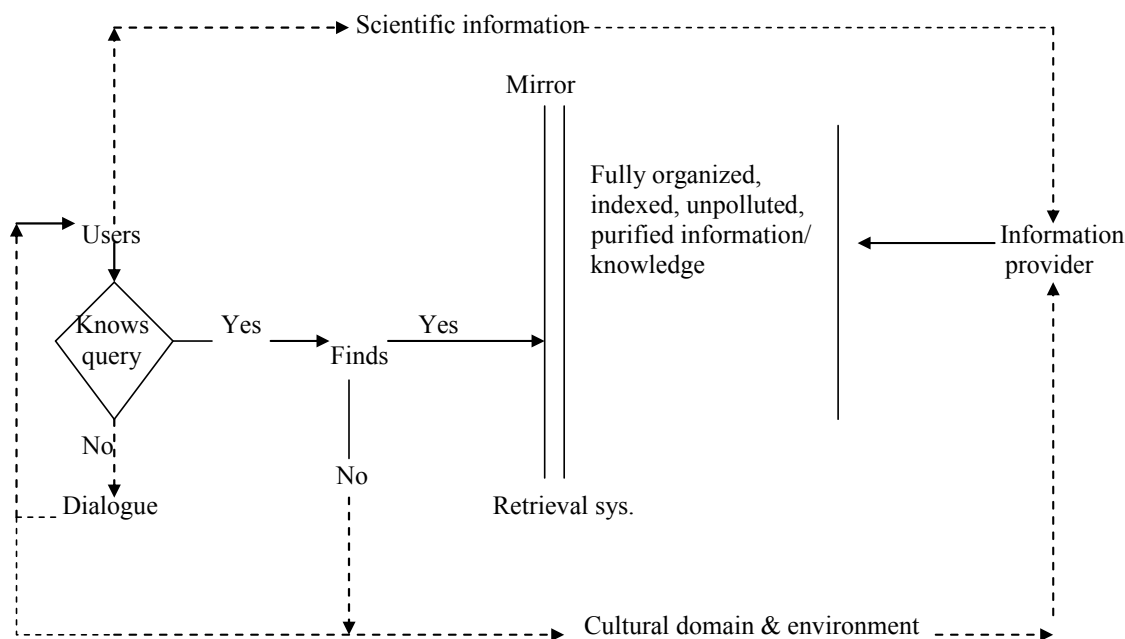 Scientific information
Mirror
Fully organized,
indexed, unpolluted,
purified information/
knowledge
Users
Information
provider
Knows
query
Yes
Finds
Yes
No
No
Dialogue
Retrieval sys.
Cultural domain & environment